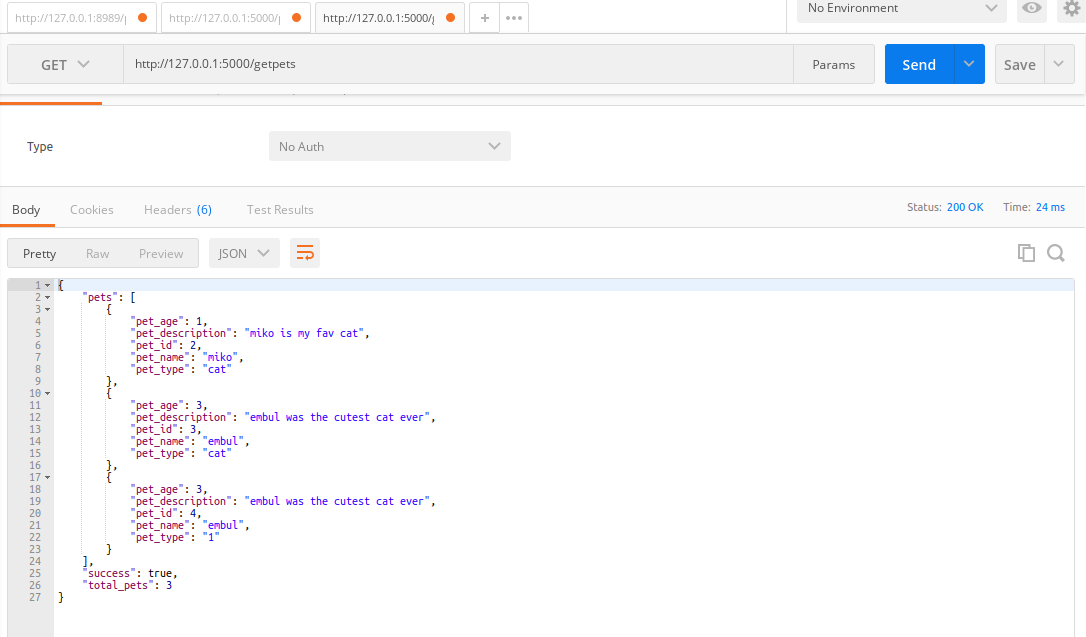 http://127.0.0.1:8989/ http://127.0.0.1:5000/ http://127.0.0.1:5000/ + ••• No Environment
GET http://127.0.0.1:5000/getpets Params Send Save
Type No Auth
Body Cookies Headers (6) Test Results Status: 200 OK Time: 24 ms
Pretty Raw Preview JSON
1 {
2 "pets": [
3 {
4 "pet_age": 1,
5 "pet_description": "miko is my fav cat",
6 "pet_id": 2,
7 "pet_name": "miko",
8 "pet_type": "cat"
9 },
10 {
11 "pet_age": 3,
12 "pet_description": "embul was the cutest cat ever",
13 "pet_id": 3,
14 "pet_name": "embul",
15 "pet_type": "cat"
16 },
17 {
18 "pet_age": 3,
19 "pet_description": "embul was the cutest cat ever",
20 "pet_id": 4,
21 "pet_name": "embul",
22 "pet_type": "1"
23 }
24 ],
25 "success": true,
26 "total_pets": 3
27 }